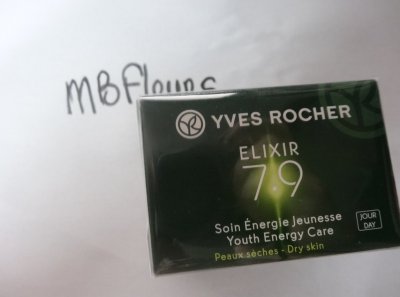 MBFleurs
YVES ROCHER
ELIXIR
7.9
Soin Énergie Jeunesse
Youth Energy Care
Peaux sèches - Dry skin
JOUR
DAY